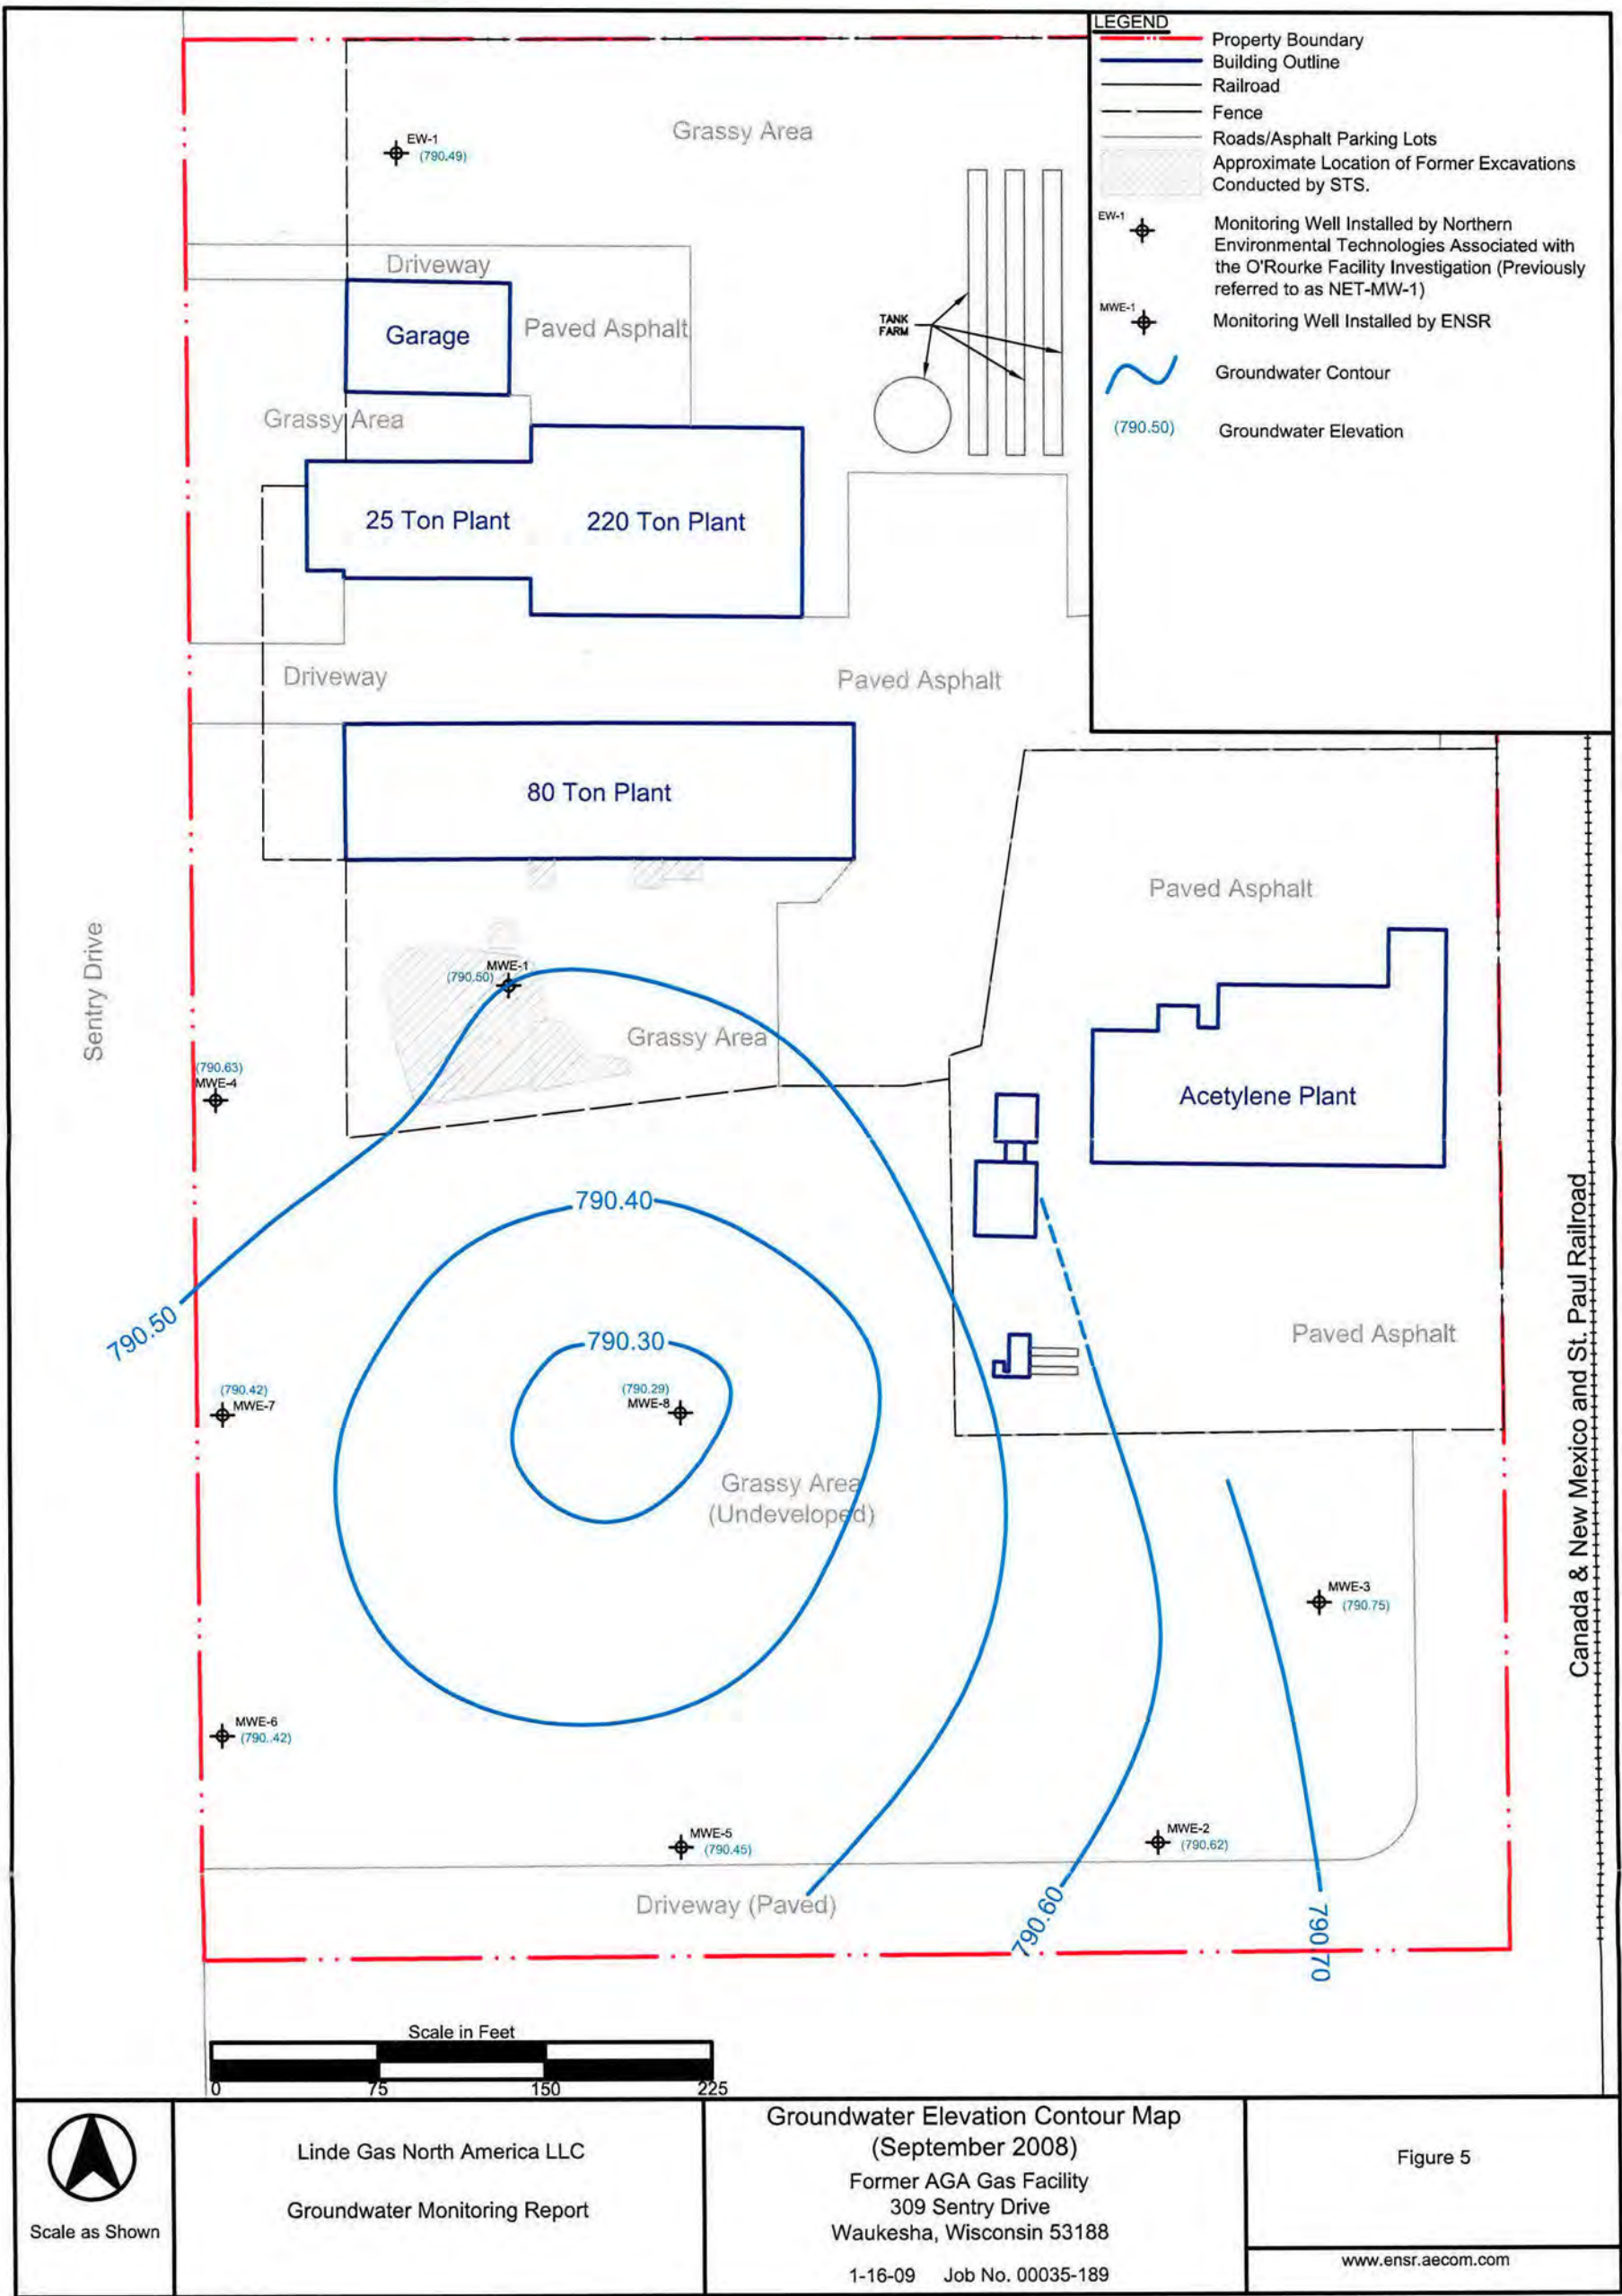 LEGEND
Property Boundary
Building Outline
Railroad
Fence
Roads/Asphalt Parking Lots
Approximate Location of Former Excavations
Conducted by STS.
EW-1
Monitoring Well Installed by Northern
Environmental Technologies Associated with
the O'Rourke Facility Investigation (Previously
referred to as NET-MW-1)
MWE-1
Monitoring Well Installed by ENSR
Groundwater Contour
(790.50)
Groundwater Elevation
EW-1
(790.49)
Grassy Area
Driveway
Garage
Paved Asphalt
TANK
FARM
Grassy Area
25 Ton Plant
220 Ton Plant
Driveway
Paved Asphalt
80 Ton Plant
Paved Asphalt
Sentry Drive
MWE-1
(790.50)
Grassy Area
(790.63)
MWE-4
Acetylene Plant
790.40
790.50
790.30
Paved Asphalt
Canada & New Mexico and St. Paul Railroad
(790.42)
MWE-7
(790.29)
MWE-8
Grassy Area
(Undeveloped)
MWE-3
(790.75)
MWE-6
(790..42)
MWE-5
(790.45)
MWE-2
(790.62)
Driveway (Paved)
790.60
790.70
Scale in Feet
0 75 150 225
Scale as Shown
Linde Gas North America LLC
Groundwater Monitoring Report
Groundwater Elevation Contour Map
(September 2008)
Former AGA Gas Facility
309 Sentry Drive
Waukesha, Wisconsin 53188
1-16-09 Job No. 00035-189
Figure 5
www.ensr.aecom.com